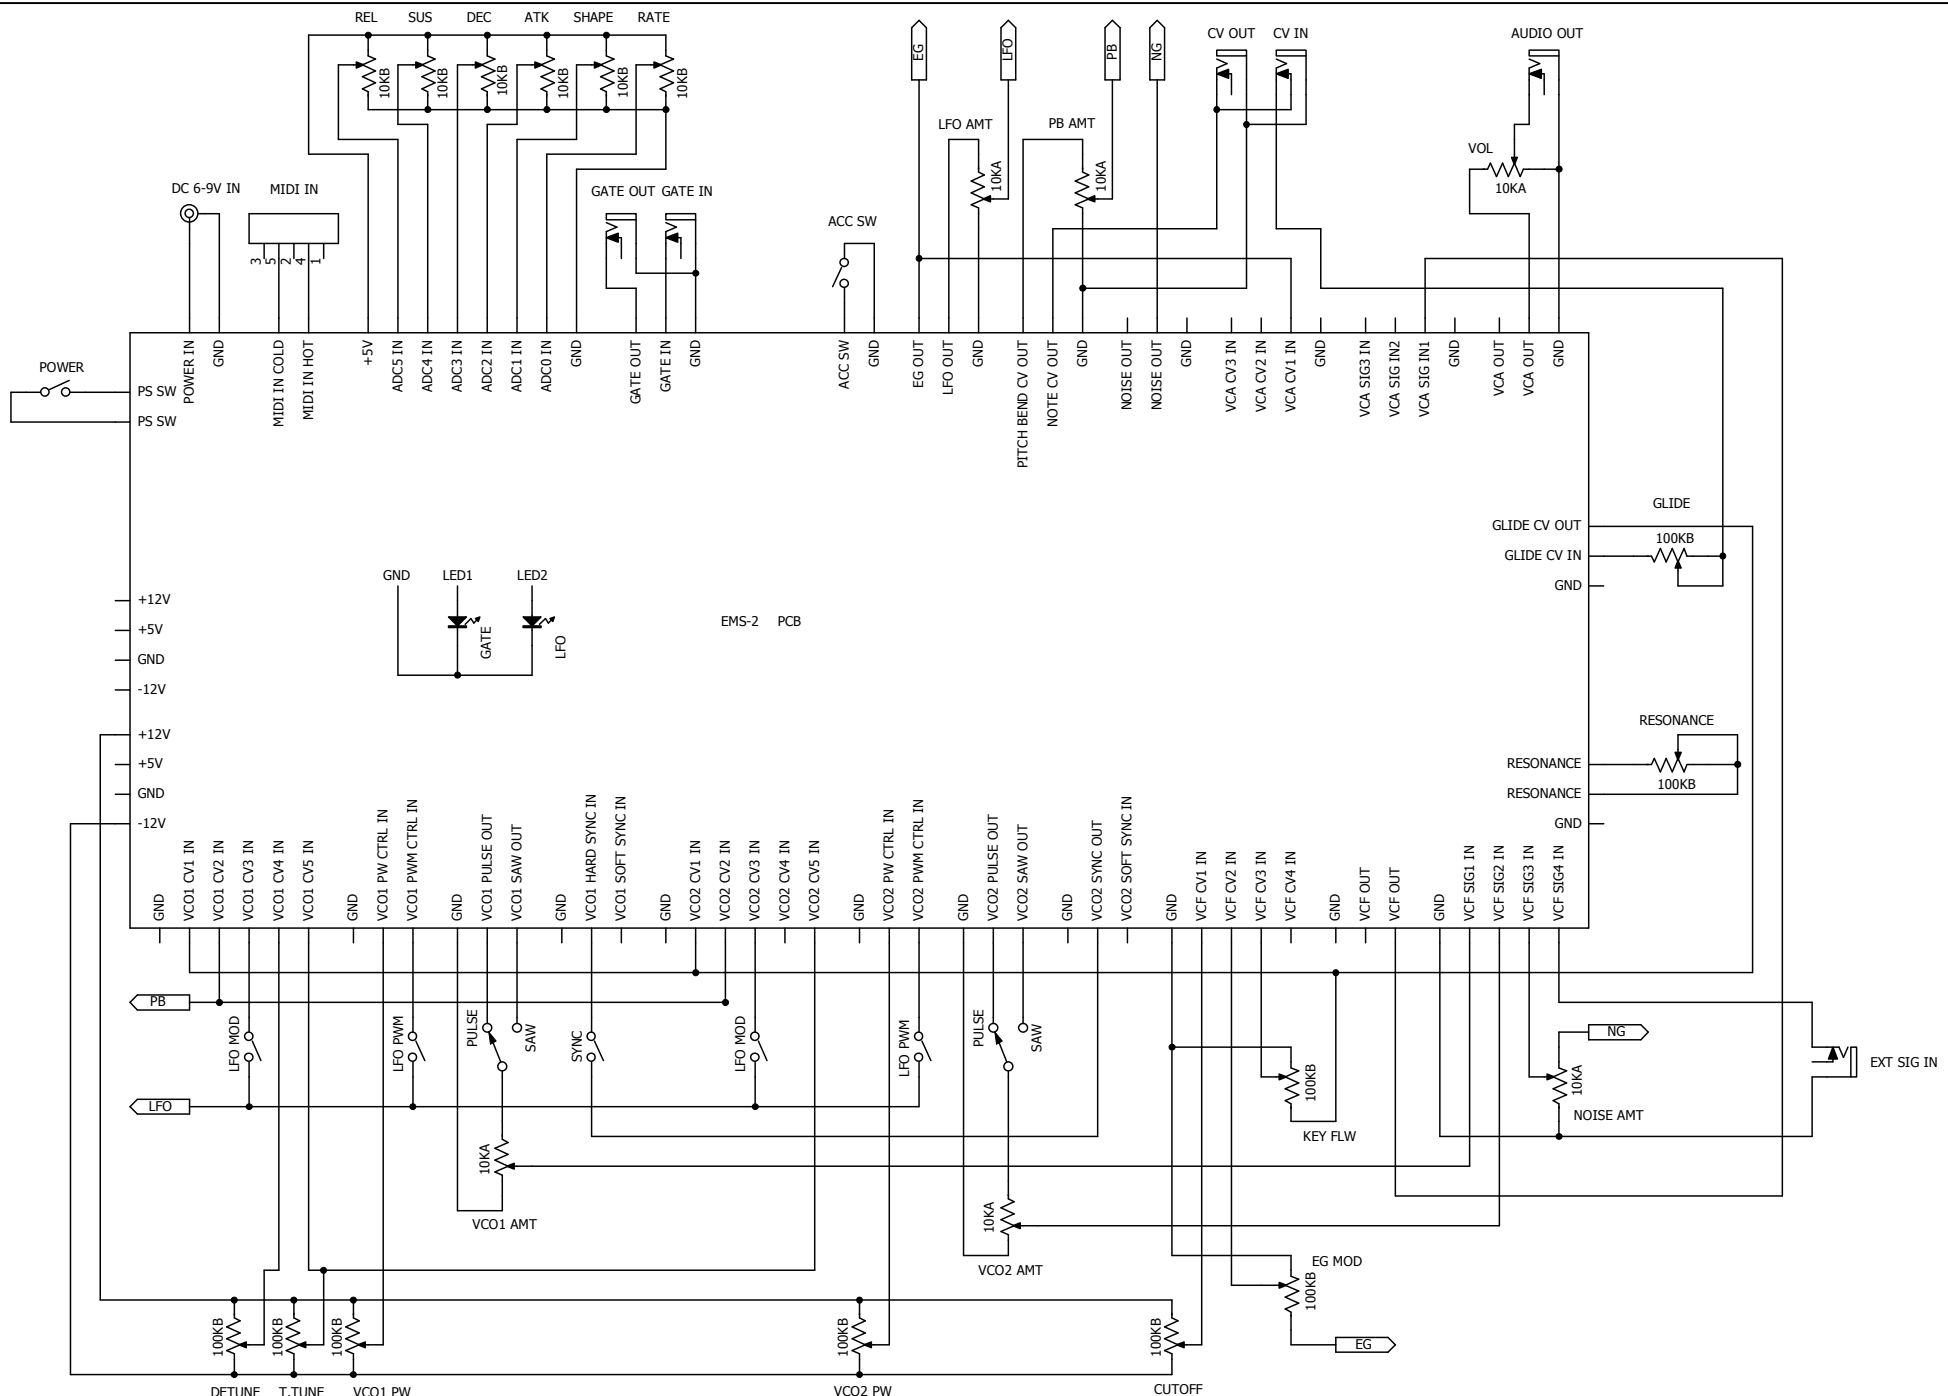 REL SUS DEC ATK SHAPE RATE
10KB 10KB 10KB 10KB 10KB 10KB
EG LFO PB NG
CV OUT CV IN
AUDIO OUT
LFO AMT
10KA
PB AMT
10KA
VOL
10KA
DC 6-9V IN
MIDI IN
3 5 2 4 1
GATE OUT GATE IN
ACC SW
POWER
PS SW
PS SW
POWER IN
GND
MIDI IN COLD
MIDI IN HOT
+5V
ADC5 IN
ADC4 IN
ADC3 IN
ADC2 IN
ADC1 IN
ADC0 IN
GND
GATE OUT
GATE IN
GND
ACC SW
GND
EG OUT
LFO OUT
GND
PITCH BEND CV OUT
NOTE CV OUT
GND
NOISE OUT
NOISE OUT
GND
VCA CV3 IN
VCA CV2 IN
VCA CV1 IN
GND
VCA SIG3 IN
VCA SIG IN2
VCA SIG IN1
GND
VCA OUT
VCA OUT
GND
GLIDE
GLIDE CV OUT
100KB
GLIDE CV IN
GND
GND LED1 LED2
GATE
LFO
EMS-2 PCB
+12V
+5V
GND
-12V
+12V
+5V
GND
-12V
RESONANCE
RESONANCE
100KB
RESONANCE
GND
GND
VCO1 CV1 IN
VCO1 CV2 IN
VCO1 CV3 IN
VCO1 CV4 IN
VCO1 CV5 IN
GND
VCO1 PW CTRL IN
VCO1 PWM CTRL IN
GND
VCO1 PULSE OUT
VCO1 SAW OUT
GND
VCO1 HARD SYNC IN
VCO1 SOFT SYNC IN
GND
VCO2 CV1 IN
VCO2 CV2 IN
VCO2 CV3 IN
VCO2 CV4 IN
VCO2 CV5 IN
GND
VCO2 PW CTRL IN
VCO2 PWM CTRL IN
GND
VCO2 PULSE OUT
VCO2 SAW OUT
GND
VCO2 SYNC OUT
VCO2 SOFT SYNC IN
GND
VCF CV1 IN
VCF CV2 IN
VCF CV3 IN
VCF CV4 IN
GND
VCF OUT
VCF OUT
GND
VCF SIG1 IN
VCF SIG2 IN
VCF SIG3 IN
VCF SIG4 IN
PB
LFO MOD
LFO PWM
PULSE
SAW
SYNC
LFO MOD
LFO PWM
PULSE
SAW
NG
EXT SIG IN
100KB
KEY FLW
10KA
NOISE AMT
LFO
10KA
VCO1 AMT
10KA
VCO2 AMT
EG MOD
100KB
EG
100KB 100KB 100KB 100KB 100KB
DETUNE T.TUNE VCO1 PW VCO2 PW CUTOFF